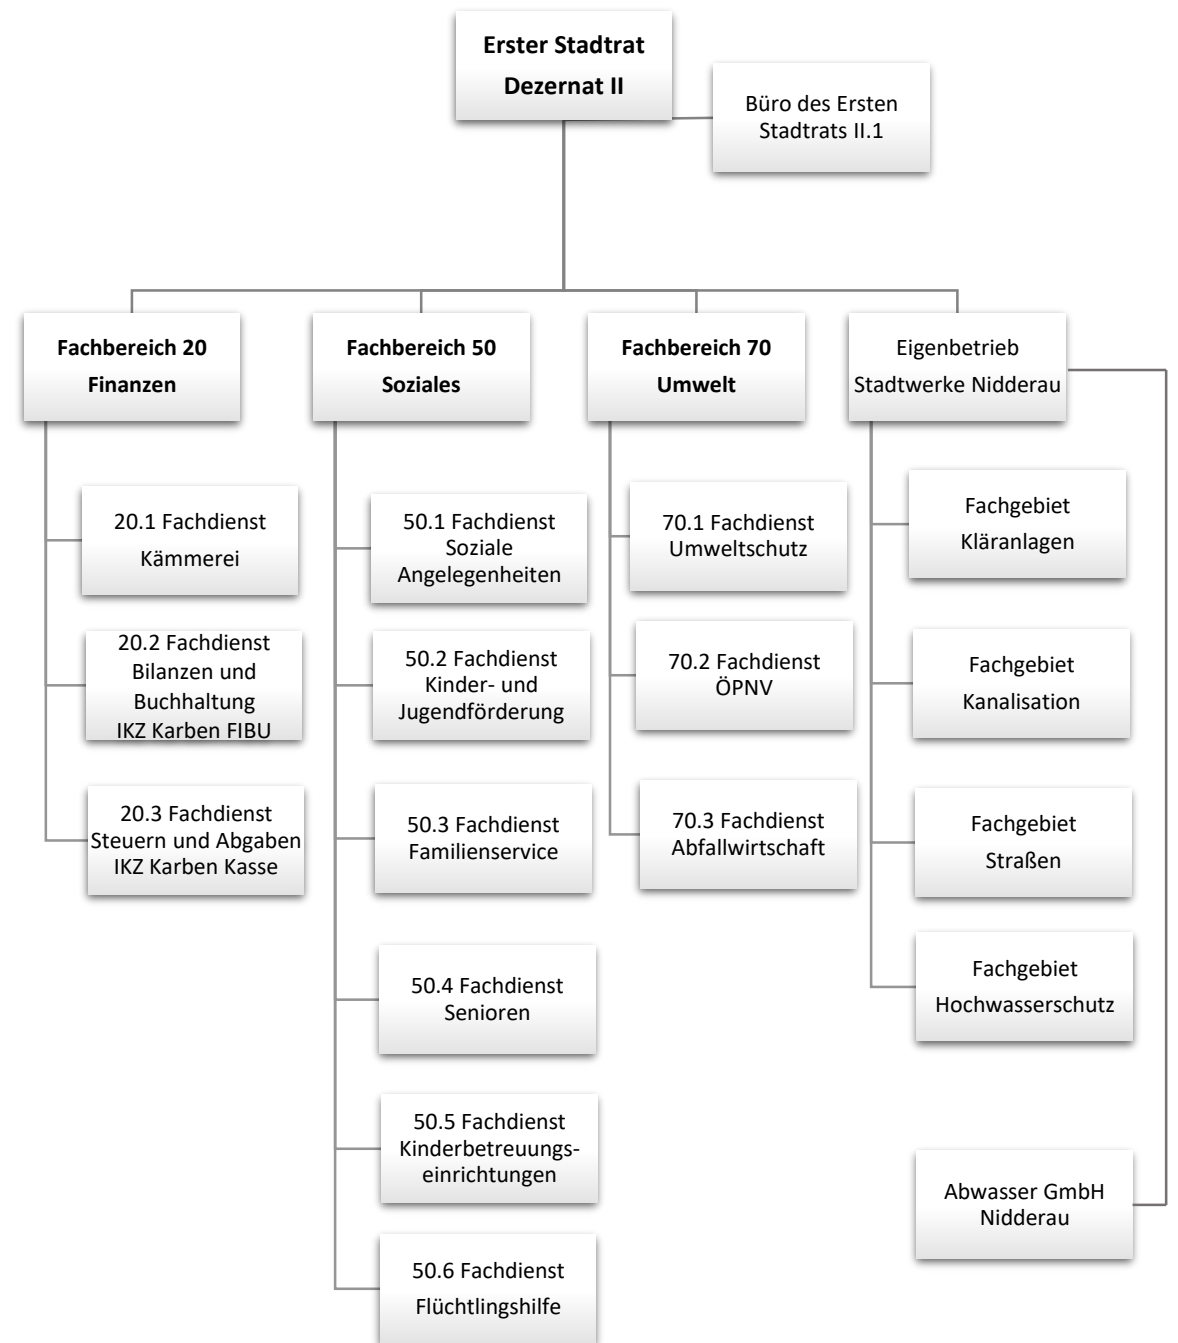 Erster Stadtrat
Dezernat II
Büro des Ersten
Stadtrats II.1
Fachbereich 20
Finanzen
20.1 Fachdienst
Kämmerei
20.2 Fachdienst
Bilanzen und
Buchhaltung
IKZ Karben FIBU
20.3 Fachdienst
Steuern und Abgaben
IKZ Karben Kasse
Fachbereich 50
Soziales
50.1 Fachdienst
Soziale
Angelegenheiten
50.2 Fachdienst
Kinder- und
Jugendförderung
50.3 Fachdienst
Familienservice
50.4 Fachdienst
Senioren
50.5 Fachdienst
Kinderbetreuungs-
einrichtungen
50.6 Fachdienst
Flüchtlingshilfe
Fachbereich 70
Umwelt
70.1 Fachdienst
Umweltschutz
70.2 Fachdienst
ÖPNV
70.3 Fachdienst
Abfallwirtschaft
Eigenbetrieb
Stadtwerke Nidderau
Fachgebiet
Kläranlagen
Fachgebiet
Kanalisation
Fachgebiet
Straßen
Fachgebiet
Hochwasserschutz
Abwasser GmbH
Nidderau